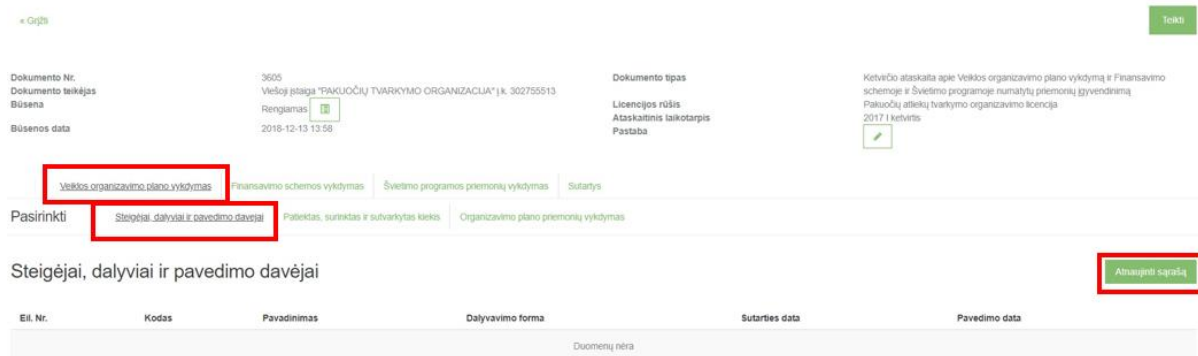 « Grįžti
Teikti
Dokumento Nr. 3605
Dokumento teikėjas Viešoji įstaiga "PAKUOČIŲ TVARKYMO ORGANIZACIJA" į.k. 302755513
Būsena Rengiamas
Būsenos data 2018-12-13 13:58
Dokumento tipas Ketvirčio ataskaita apie Veiklos organizavimo plano vykdymą ir Finansavimo
schemoje ir Švietimo programoje numatytų priemonių įgyvendinimą
Licencijos rūšis Pakuočių atliekų tvarkymo organizavimo licencija
Ataskaitinis laikotarpis 2017 I ketvirtis
Pastaba
Veiklos organizavimo plano vykdymas Finansavimo schemos vykdymas Švietimo programos priemonių vykdymas Sutartys
Pasirinkti Steigėjai, dalyviai ir pavedimo davėjai Patiektas, surinktas ir sutvarkytas kiekis Organizavimo plano priemonių vykdymas
Steigėjai, dalyviai ir pavedimo davėjai
Atnaujinti sąrašą
Eil. Nr. Kodas Pavadinimas Dalyvavimo forma Sutarties data Pavedimo data
Duomenų nėra